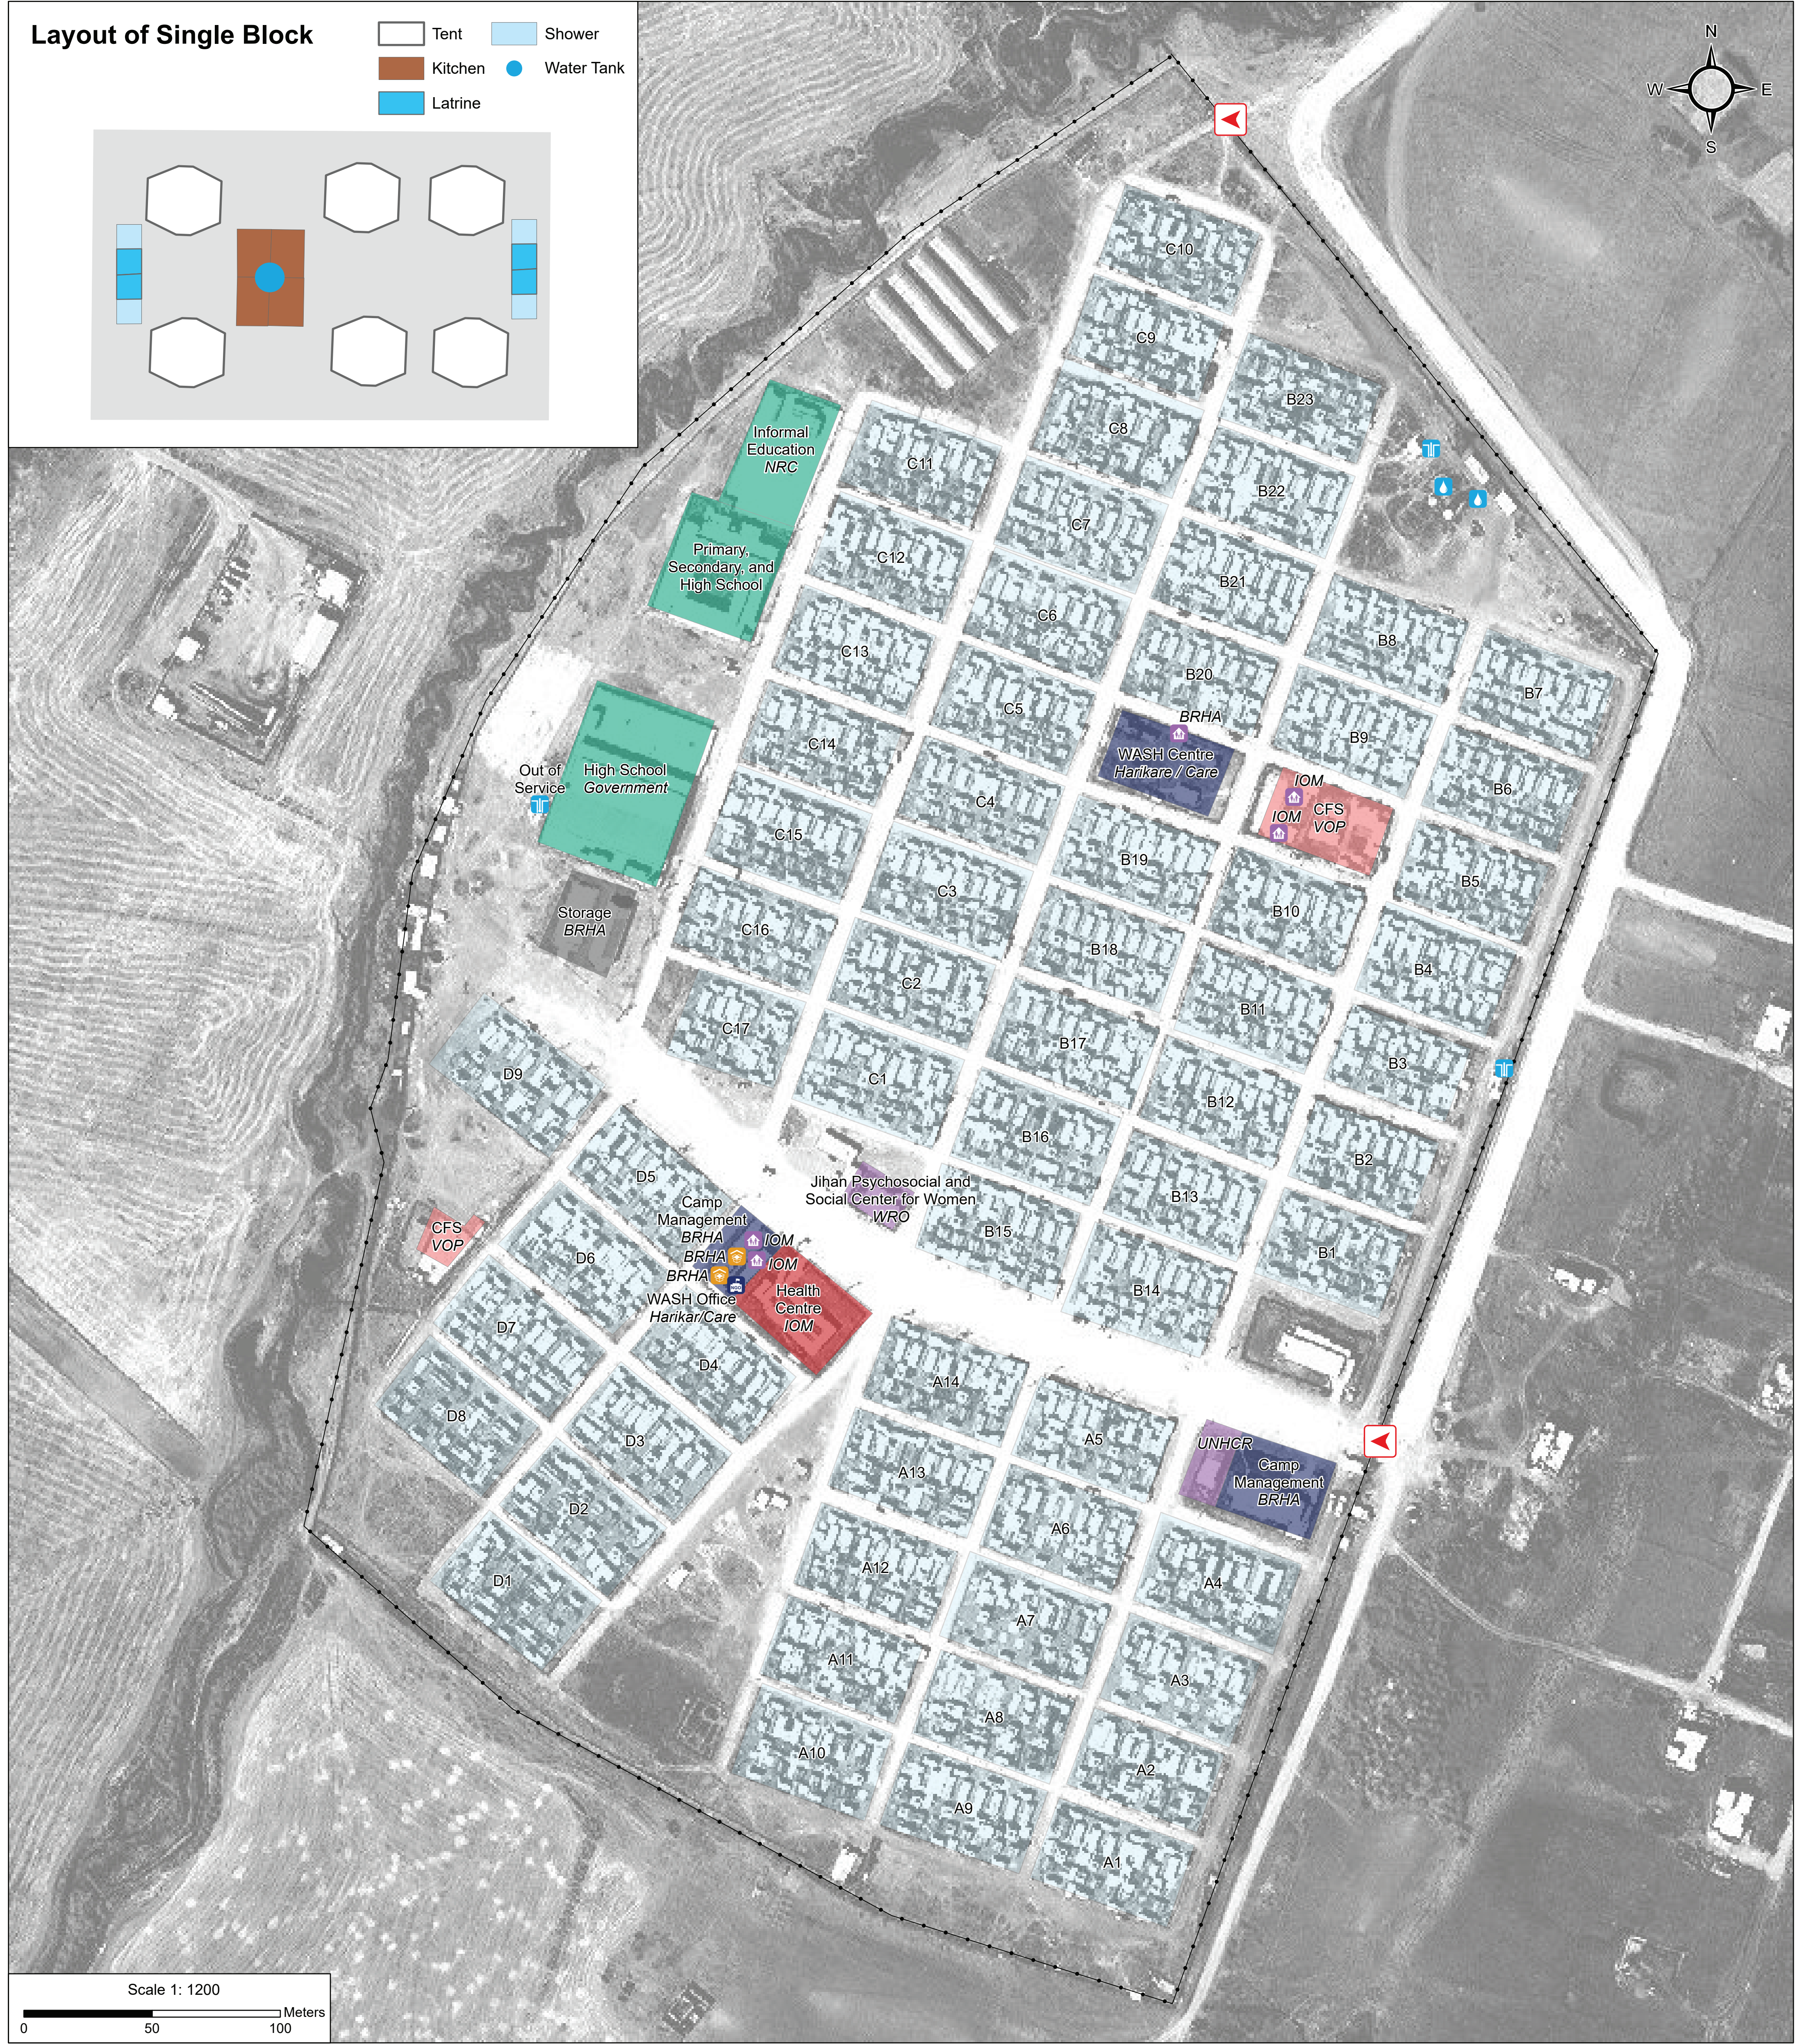 Layout of Single Block
Tent
Shower
Kitchen
Water Tank
Latrine
N
W
E
S
C10
C9
B23
C8
Informal
Education
NRC
C11
B22
C7
Primary,
Secondary, and
High School
C12
B21
C6
B8
C13
B20
B7
C5
BRHA
B9
C14
WASH Centre
Harikare / Care
High School
Government
Out of
Service
IOM
IOM
CFS
VOP
B6
C4
C15
B19
B5
C3
B10
Storage
BRHA
C16
B18
B4
C2
B11
C17
B17
B3
D9
C1
B12
B16
B2
D5
Jihan Psychosocial and
Social Center for Women
WRO
B13
Camp
Management
BRHA
CFS
VOP
B15
IOM
BRHA
IOM
BRHA
B1
D6
WASH Office
Harikar/Care
Health
Centre
IOM
B14
D7
D4
A14
D8
D3
A5
UNHCR
Camp
Management
BRHA
A13
D2
A6
A12
A4
D1
A7
A11
A3
A8
A10
A2
A9
A1
Scale 1: 1200
Meters
0
50
100